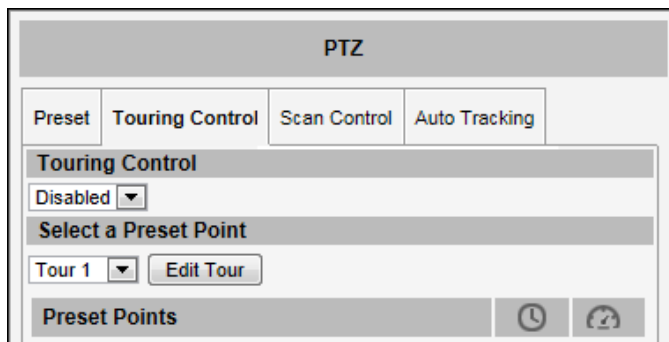 PTZ
Preset Touring Control Scan Control Auto Tracking
Touring Control
Disabled
Select a Preset Point
Tour 1 Edit Tour
Preset Points